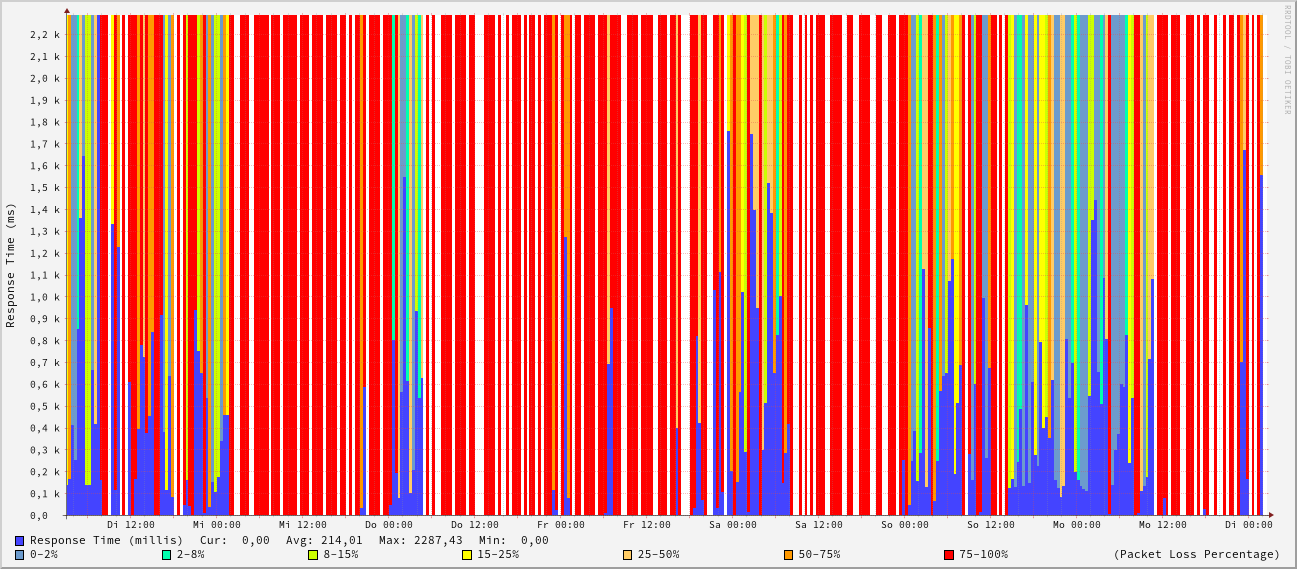 RRDTOOL / TOBI OETIKER
Response Time (ms)
2,2 k
2,1 k
2,0 k
1,9 k
1,8 k
1,7 k
1,6 k
1,5 k
1,4 k
1,3 k
1,2 k
1,1 k
1,0 k
0,9 k
0,8 k
0,7 k
0,6 k
0,5 k
0,4 k
0,3 k
0,2 k
0,1 k
0,0
Di 12:00 Mi 00:00 Mi 12:00 Do 00:00 Do 12:00 Fr 00:00 Fr 12:00 Sa 00:00 Sa 12:00 So 00:00 So 12:00 Mo 00:00 Mo 12:00 Di 00:00
Response Time (millis) Cur: 0,00 Avg: 214,01 Max: 2287,43 Min: 0,00
0-2% 2-8% 8-15% 15-25% 25-50% 50-75% 75-100% (Packet Loss Percentage)